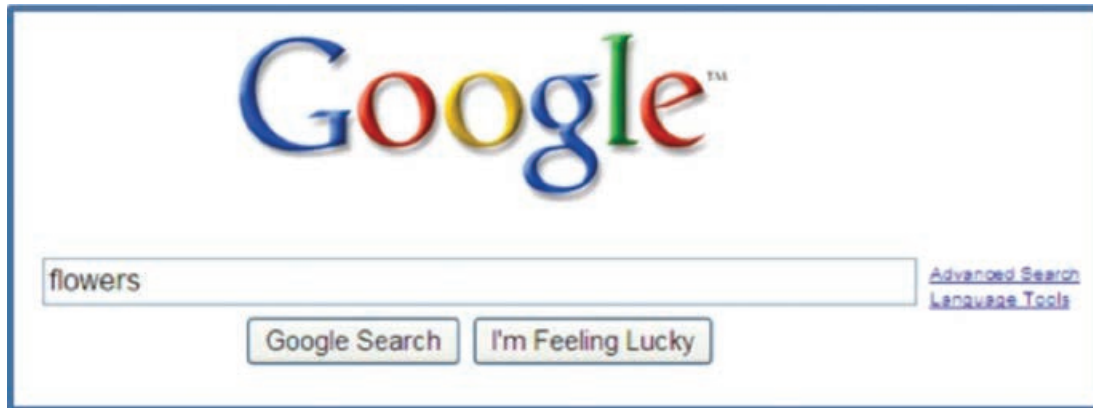 Google™
flowers
Advanced Search
Language Tools
Google Search I'm Feeling Lucky